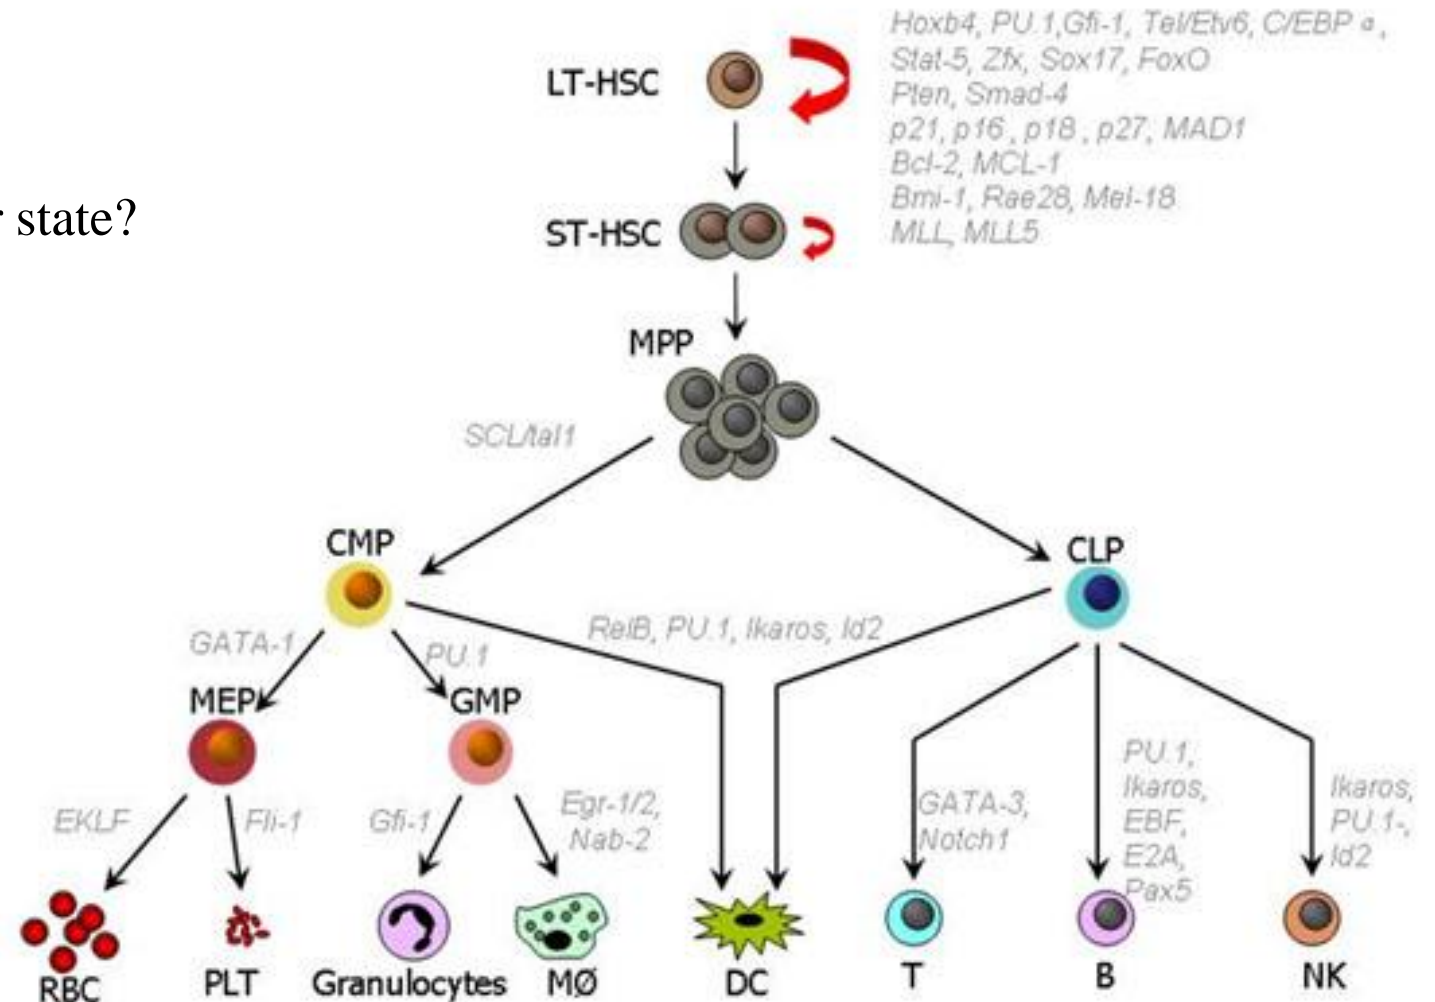 Hoxb4, PU.1,Gfi-1, Tel/Etv6, C/EBP α,
Stat-5, Zfx, Sox17, FoxO
Pten, Smad-4
p21, p16 , p18 , p27, MAD1
Bcl-2, MCL-1
Bmi-1, Rae28, Mel-18
MLL, MLL5
LT-HSC
state?
ST-HSC
MPP
SCL/tal1
CMP
CLP
RelB, PU.1, Ikaros, Id2
GATA-1
PU.1
MEP
GMP
EKLF
Fli-1
Gfi-1
Egr-1/2,
Nab-2
GATA-3,
Notch1
PU.1,
Ikaros,
EBF,
E2A,
Pax5
Ikaros,
PU.1-,
Id2
RBC
PLT
Granulocytes
MØ
DC
T
B
NK